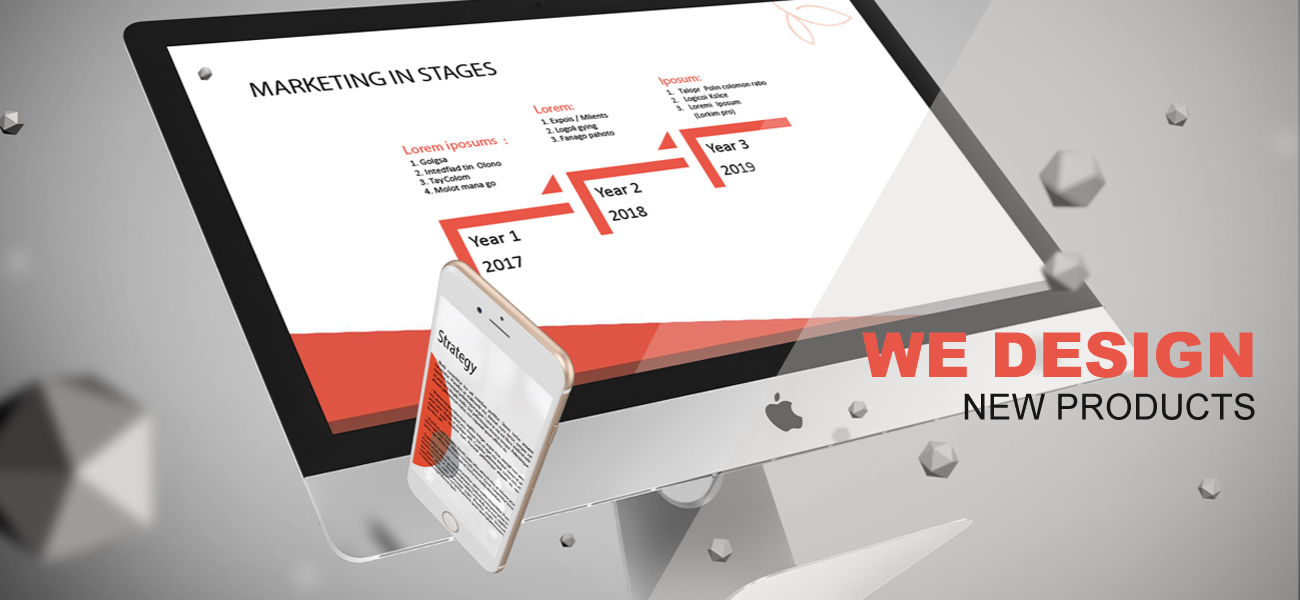 MARKETING IN STAGES
Lorem iposums :
1. Golgsa
2. Intedfiad tin Olono
3. TayColom
4. Molot mana go
Year 1
2017
Lorem:
1. Expois / Mlients
2. Logoli gying
3. Fanago pahoto
Year 2
2018
Iposum:
1. Talopr Polin colomon rabo
2. Logicoi Kslice
3. Loremi Iposum
(Lorkim pro)
Year 3
2019
Strategy
WE DESIGN
NEW PRODUCTS